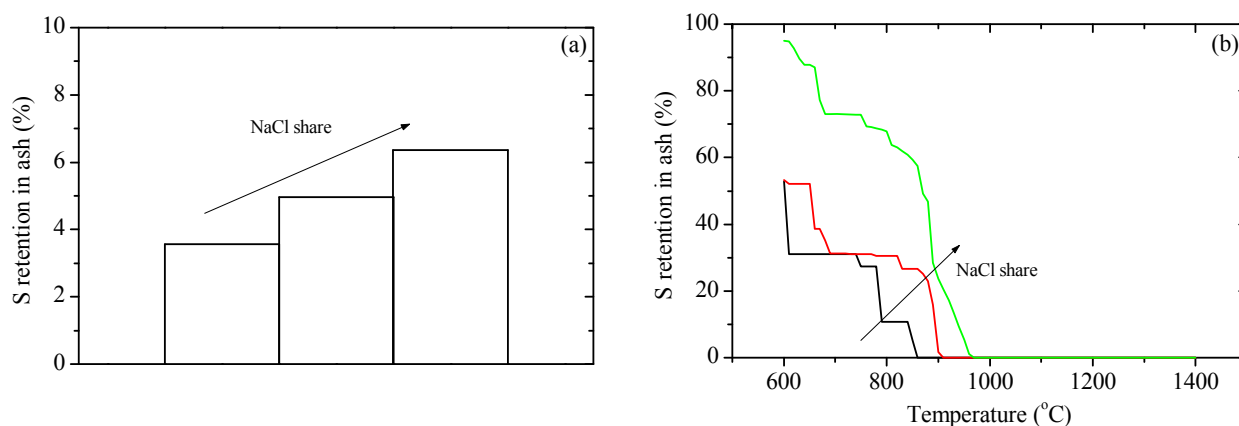 (a)
S retention in ash (%)
10
8
6
4
2
0
NaCl share
(b)
S retention in ash (%)
100
80
60
40
20
0
NaCl share
600 800 1000 1200 1400
Temperature (°C)